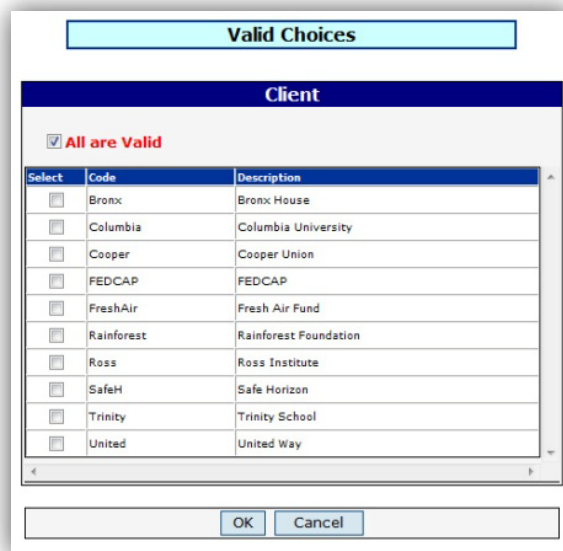 Valid Choices
Client
All are Valid
Select Code Description
Bronx Bronx House
Columbia Columbia University
Cooper Cooper Union
FEDCAP FEDCAP
FreshAir Fresh Air Fund
Rainforest Rainforest Foundation
Ross Ross Institute
SafeH Safe Horizon
Trinity Trinity School
United United Way
OK Cancel